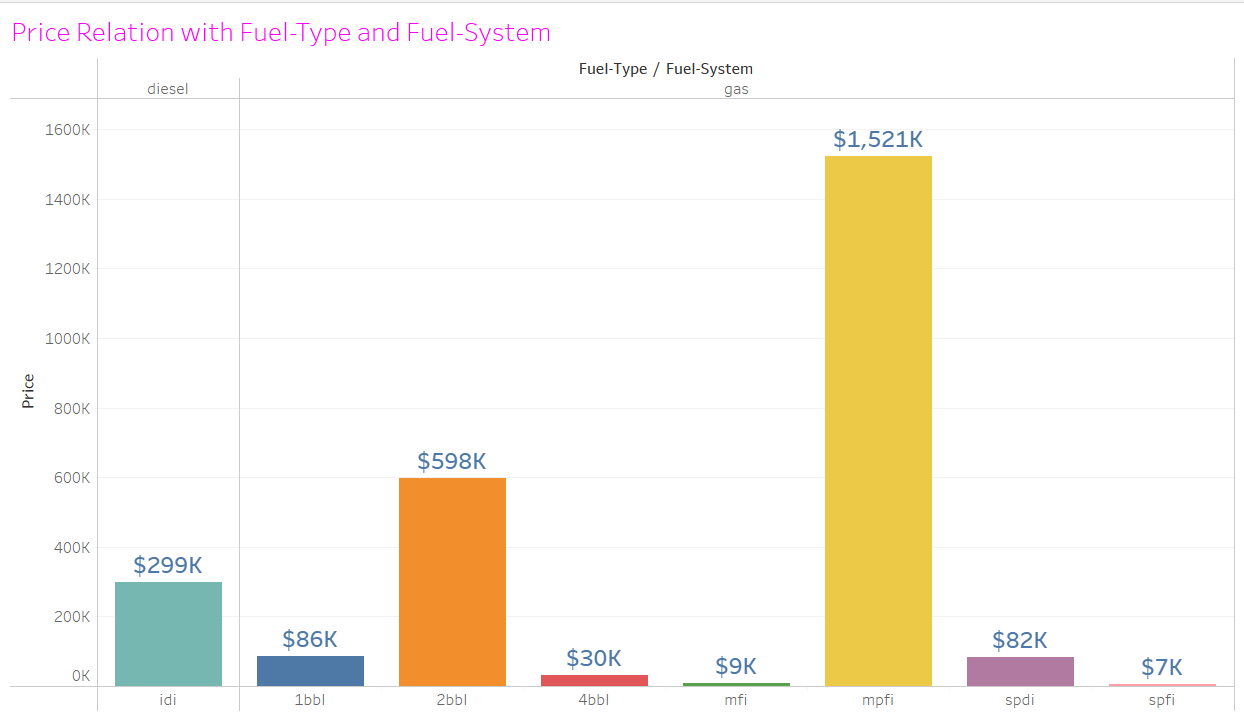 Price Relation with Fuel-Type and Fuel-System
Fuel-Type / Fuel-System
diesel gas
1600K
1400K
1200K
1000K
800K
600K
400K
200K
0K
Price
$299K $86K $598K $30K $9K $1,521K $82K $7K
idi 1bbl 2bbl 4bbl mfi mpfi spdi spfi